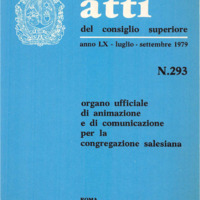 atti
del consiglio superiore
anno LX - luglio - settembre 1979
N.293
organo ufficiale
di animazione
e di comunicazione
per la
congregazione salesiana
ROMA